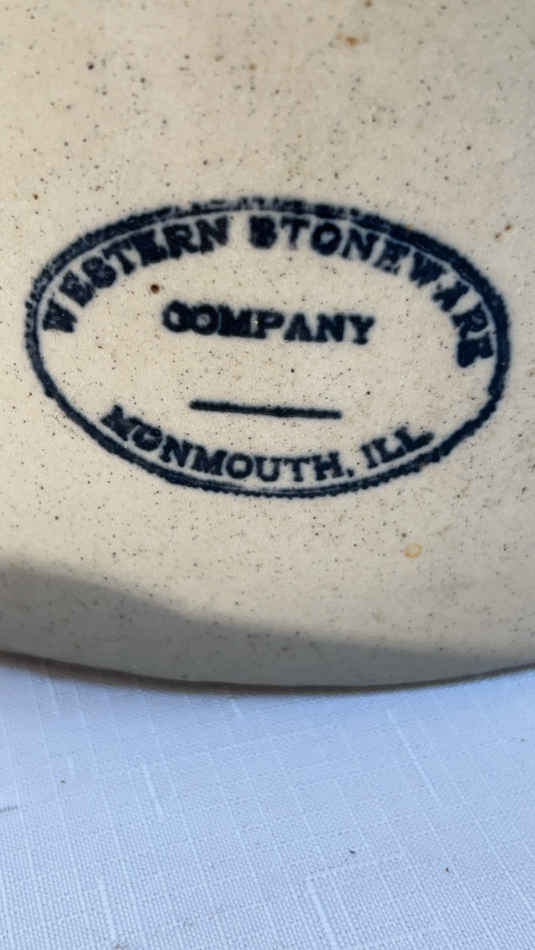 WESTERN STONEWARE
COMPANY
MONMOUTH, ILL.